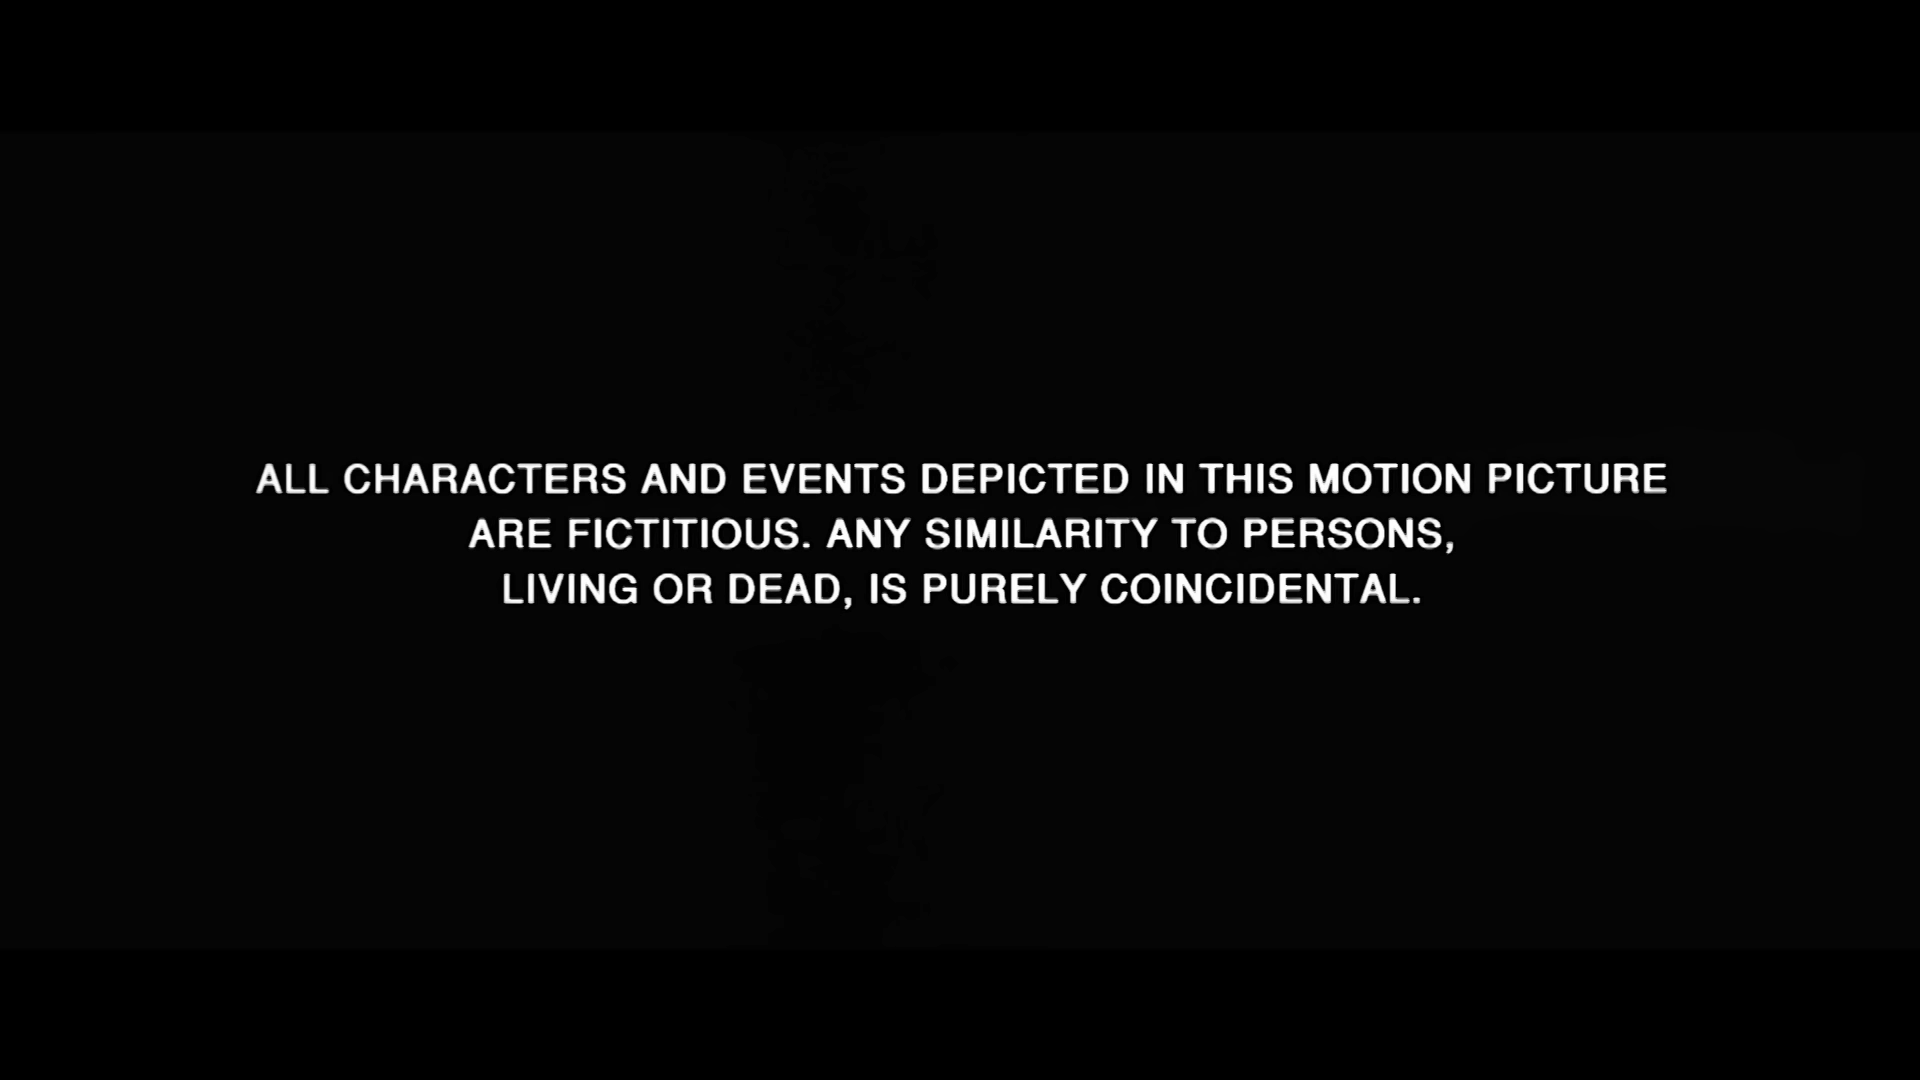 ALL CHARACTERS AND EVENTS DEPICTED IN THIS MOTION PICTURE
ARE FICTITIOUS. ANY SIMILARITY TO PERSONS,
LIVING OR DEAD, IS PURELY COINCIDENTAL.